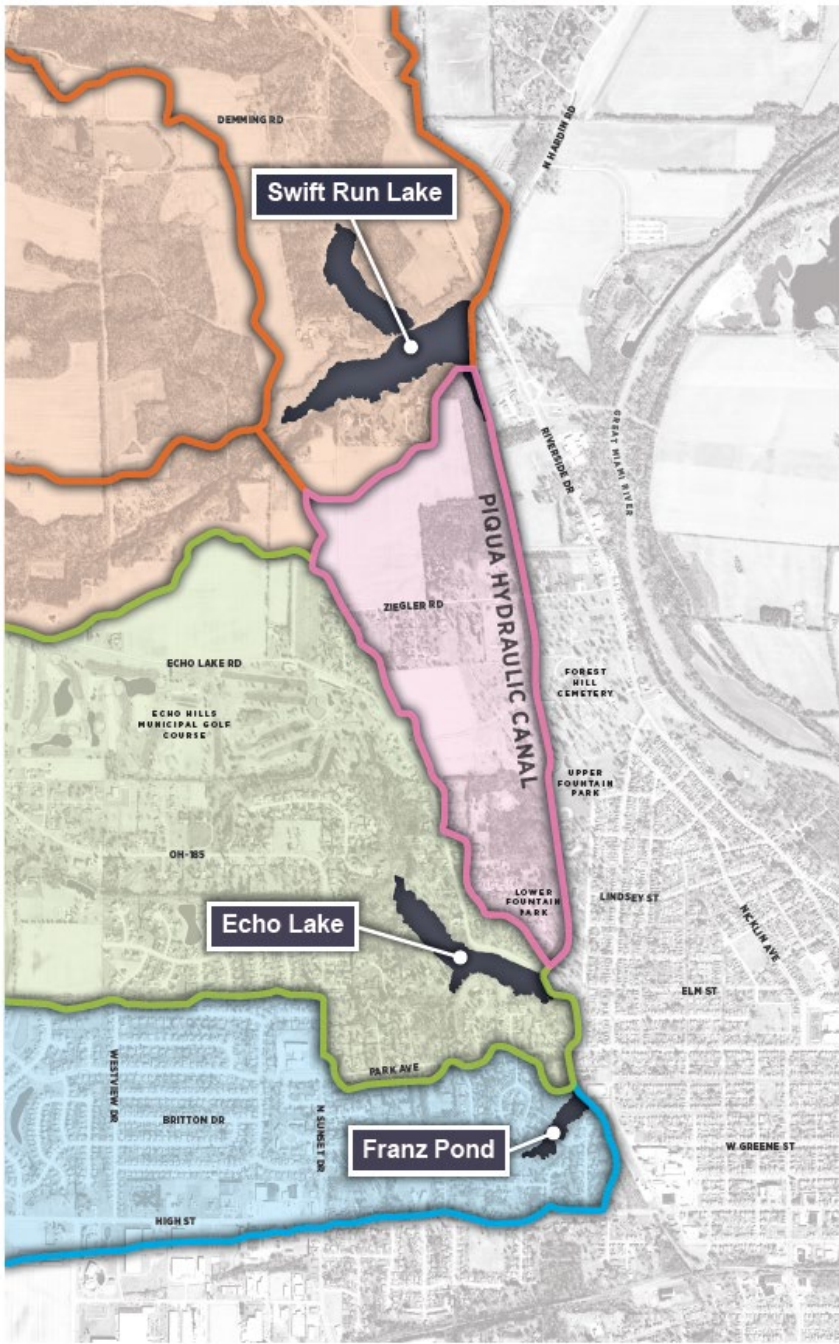 DEMMING RD
N HARDIN RD
Swift Run Lake
GREAT MIAMI RIVER
RIVERSIDE DR
PIQUA HYDRAULIC CANAL
ZIEGLER RD
ECHO LAKE RD
FOREST
HILL
CEMETERY
ECHO HILLS
MUNICIPAL GOLF
COURSE
UPPER
FOUNTAIN
PARK
OH-185
LOWER
FOUNTAIN
PARK
LINDSEY ST
NICKLIN AVE
Echo Lake
ELM ST
PARK AVE
WESTVIEW DR
BRITTON DR
N SUNSET DR
Franz Pond
W GREENE ST
HIGH ST